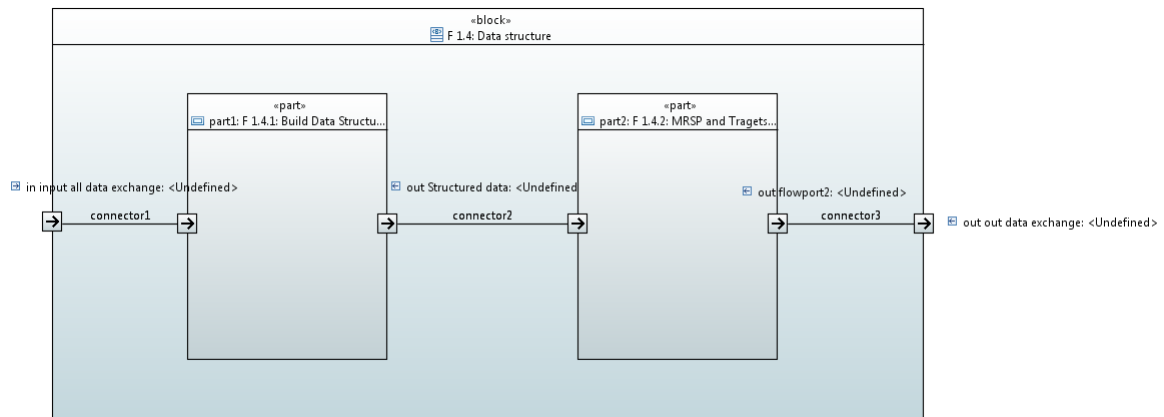 «block»
F 1.4: Data structure
«part»
part1: F 1.4.1: Build Data Structu...
«part»
part2: F 1.4.2: MRSP and Tragets...
in input all data exchange: <Undefined>
out Structured data: <Undefined
out flowport2: <Undefined>
connector1
connector2
connector3
out out data exchange: <Undefined>